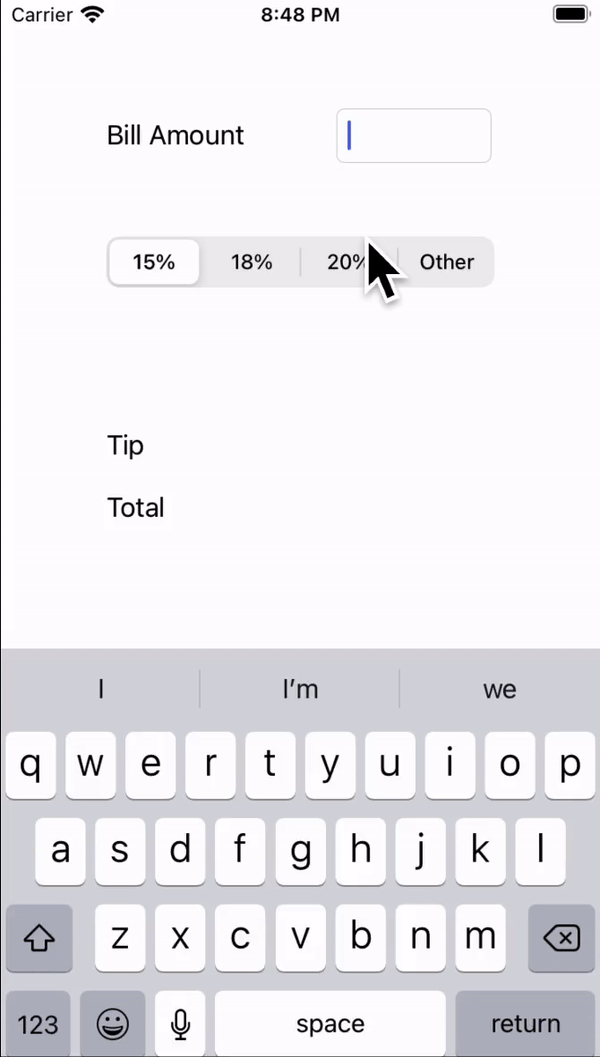 Carrier 8:48 PM
Bill Amount
15% 18% 20% Other
Tip
Total
I I'm we
q w e r t y u i o p
a s d f g h j k l
z x c v b n m
123 space return